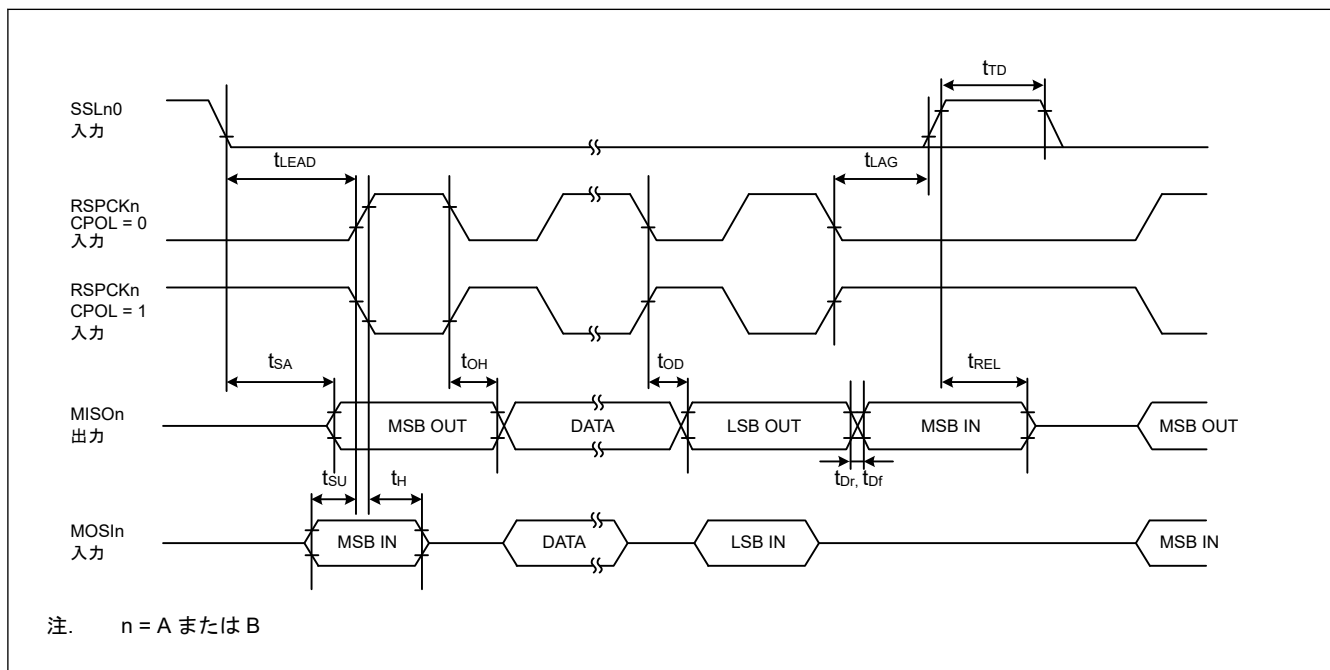 tTD
SSLn0
入力
tLEAD
tLAG
RSPCKn
CPOL = 0
入力
RSPCKn
CPOL = 1
入力
tSA
tOH
tOD
tREL
MISOn
出力
MSB OUT
DATA
LSB OUT
MSB IN
MSB OUT
tSU
tH
tDr, tDf
MOSIn
入力
MSB IN
DATA
LSB IN
MSB IN
注. n = A または B